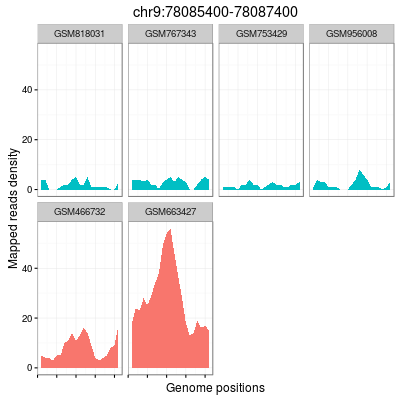 chr9:78085400-78087400
GSM818031 GSM767343 GSM753429 GSM956008
40
20
0
GSM466732 GSM663427
40
20
0
Mapped reads density
Genome positions